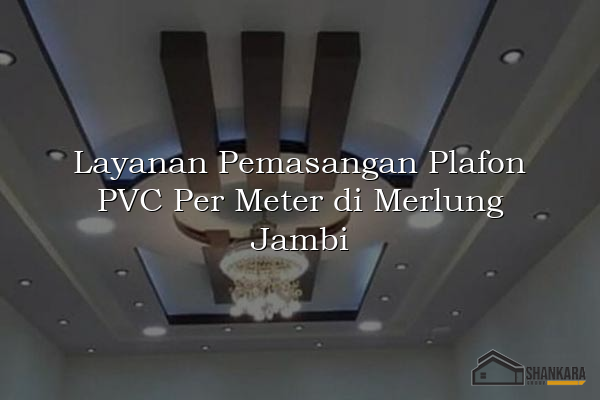 Layanan Pemasangan Plafon
PVC Per Meter di Merlung
Jambi
SHANKARA